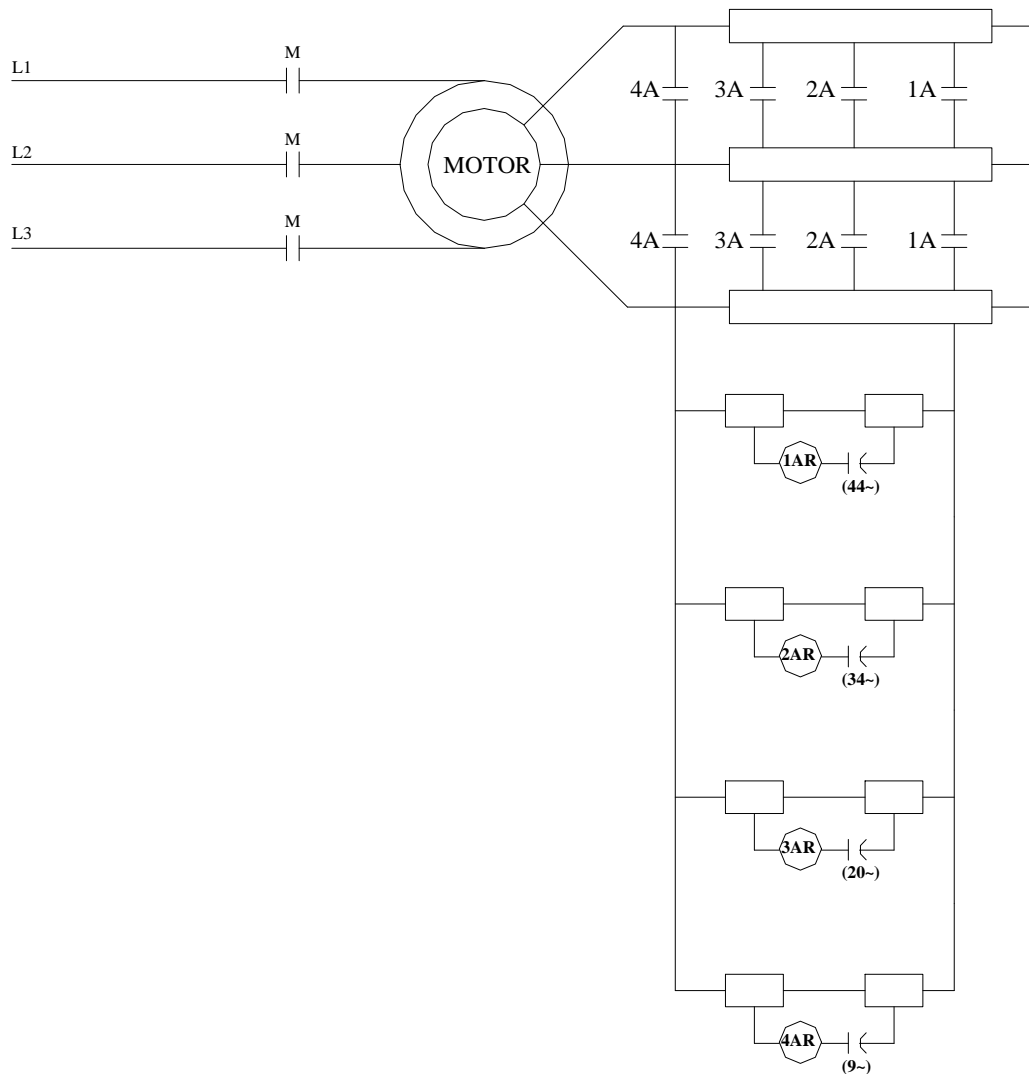 M
L1
4A 3A 2A 1A
M
L2
MOTOR
M
L3
4A 3A 2A 1A
1AR
(44~)
2AR
(34~)
3AR
(20~)
4AR
(9~)